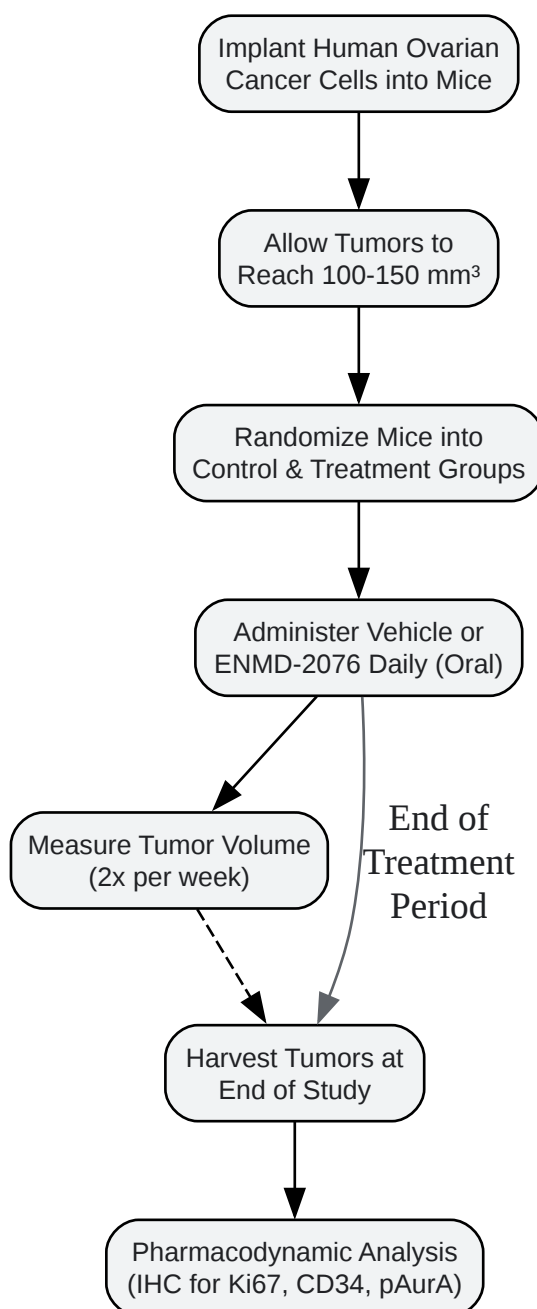 Implant Human Ovarian
Cancer Cells into Mice
Allow Tumors to
Reach 100-150 mm³
Randomize Mice into
Control & Treatment Groups
Administer Vehicle or
ENMD-2076 Daily (Oral)
Measure Tumor Volume
(2x per week)
End of
Treatment
Period
Harvest Tumors at
End of Study
Pharmacodynamic Analysis
(IHC for Ki67, CD34, pAurA)